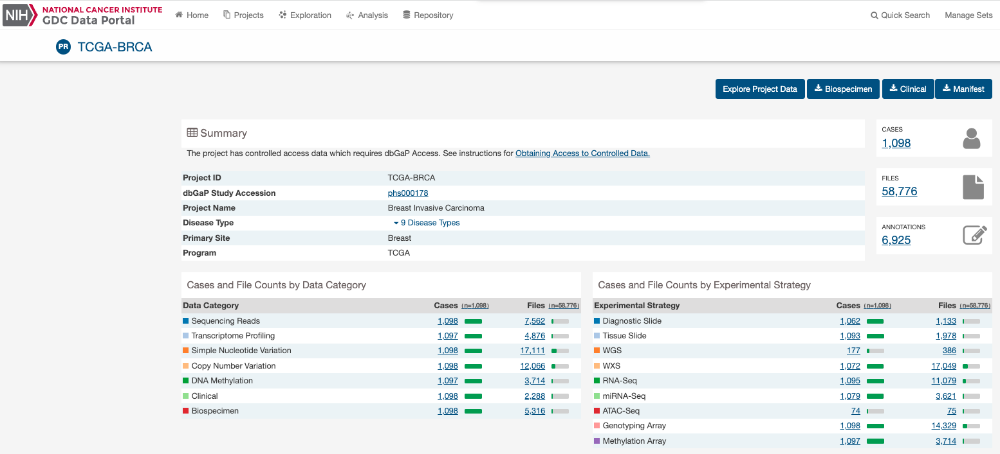 NIH NATIONAL CANCER INSTITUTE
GDC Data Portal
Home Projects Exploration Analysis Repository Quick Search Manage Sets
PR TCGA-BRCA
Explore Project Data Biospecimen Clinical Manifest
Summary
The project has controlled access data which requires dbGaP Access. See instructions for Obtaining Access to Controlled Data.
Project ID TCGA-BRCA
dbGaP Study Accession phs000178
Project Name Breast Invasive Carcinoma
Disease Type 9 Disease Types
Primary Site Breast
Program TCGA
CASES
1,098
FILES
58,776
ANNOTATIONS
6,925
Cases and File Counts by Data Category
Data Category Cases (n=1,098) Files (n=58,776)
Sequencing Reads 1,098 7,562
Transcriptome Profiling 1,097 4,876
Simple Nucleotide Variation 1,098 17,111
Copy Number Variation 1,098 12,066
DNA Methylation 1,097 3,714
Clinical 1,098 2,288
Biospecimen 1,098 5,316
Cases and File Counts by Experimental Strategy
Experimental Strategy Cases (n=1,098) Files (n=58,776)
Diagnostic Slide 1,062 1,133
Tissue Slide 1,093 1,978
WGS 177 386
WXS 1,072 17,049
RNA-Seq 1,095 11,079
miRNA-Seq 1,079 3,621
ATAC-Seq 74 75
Genotyping Array 1,098 14,329
Methylation Array 1,097 3,714